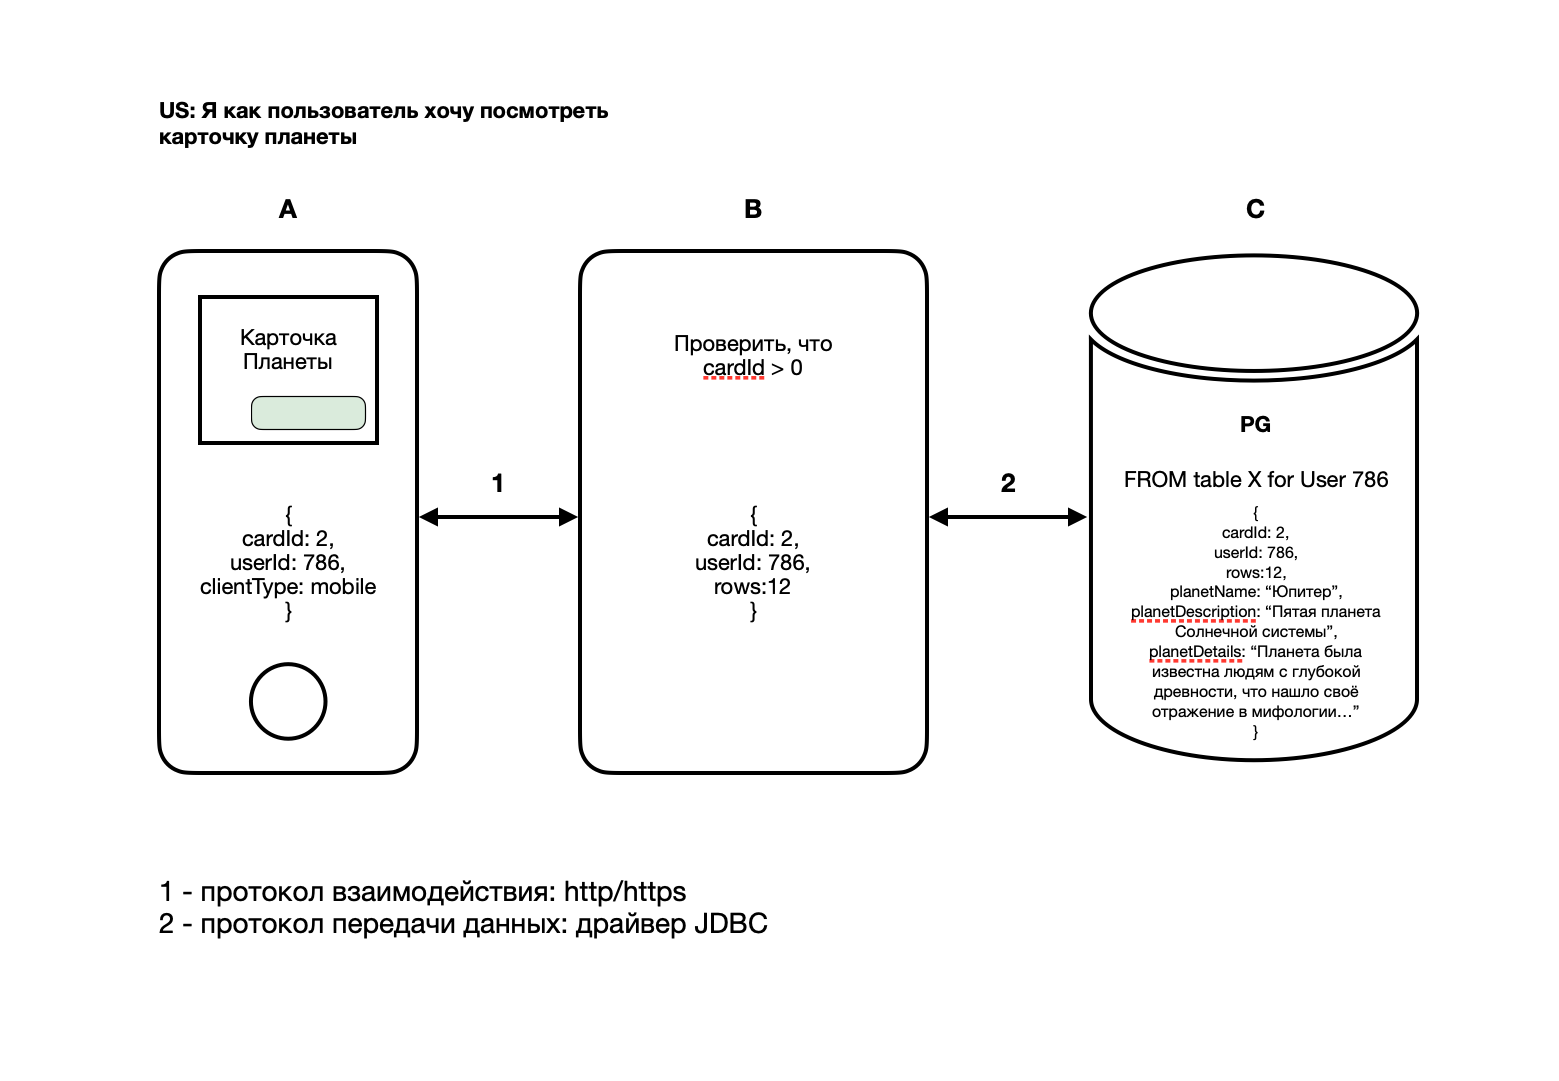 US: Я как пользователь хочу посмотреть
карточку планеты
A
B
C
Карточка
Планеты
{
cardId: 2,
userId: 786,
clientType: mobile
}
1
Проверить, что
cardId > 0
{
cardId: 2,
userId: 786,
rows:12
}
2
PG
FROM table X for User 786
{
cardId: 2,
userId: 786,
rows:12,
planetName: “Юпитер”,
planetDescription: “Пятая планета
Солнечной системы”,
planetDetails: “Планета была
известна людям с глубокой
древности, что нашло своё
отражение в мифологии…”
}
1 - протокол взаимодействия: http/https
2 - протокол передачи данных: драйвер JDBC